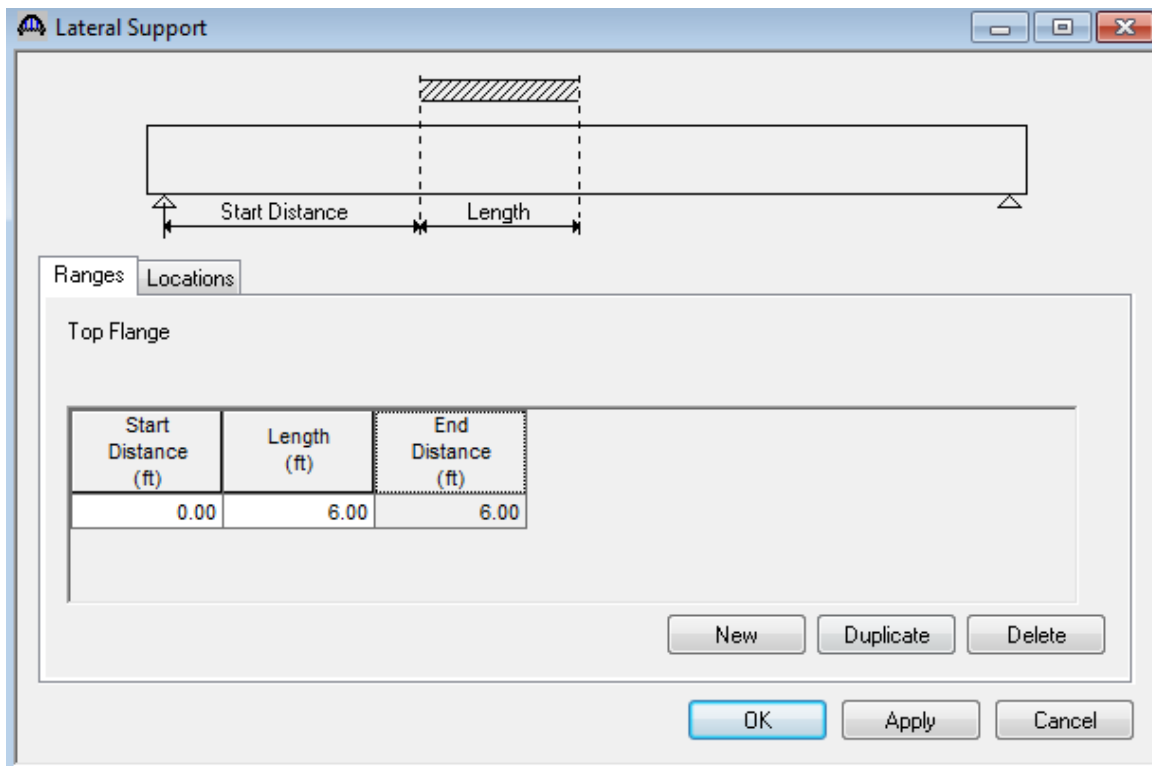 Lateral Support
Start Distance Length
Ranges Locations
Top Flange
Start
Distance
(ft)
Length
(ft)
End
Distance
(ft)
0.00 6.00 6.00
New Duplicate Delete
OK Apply Cancel